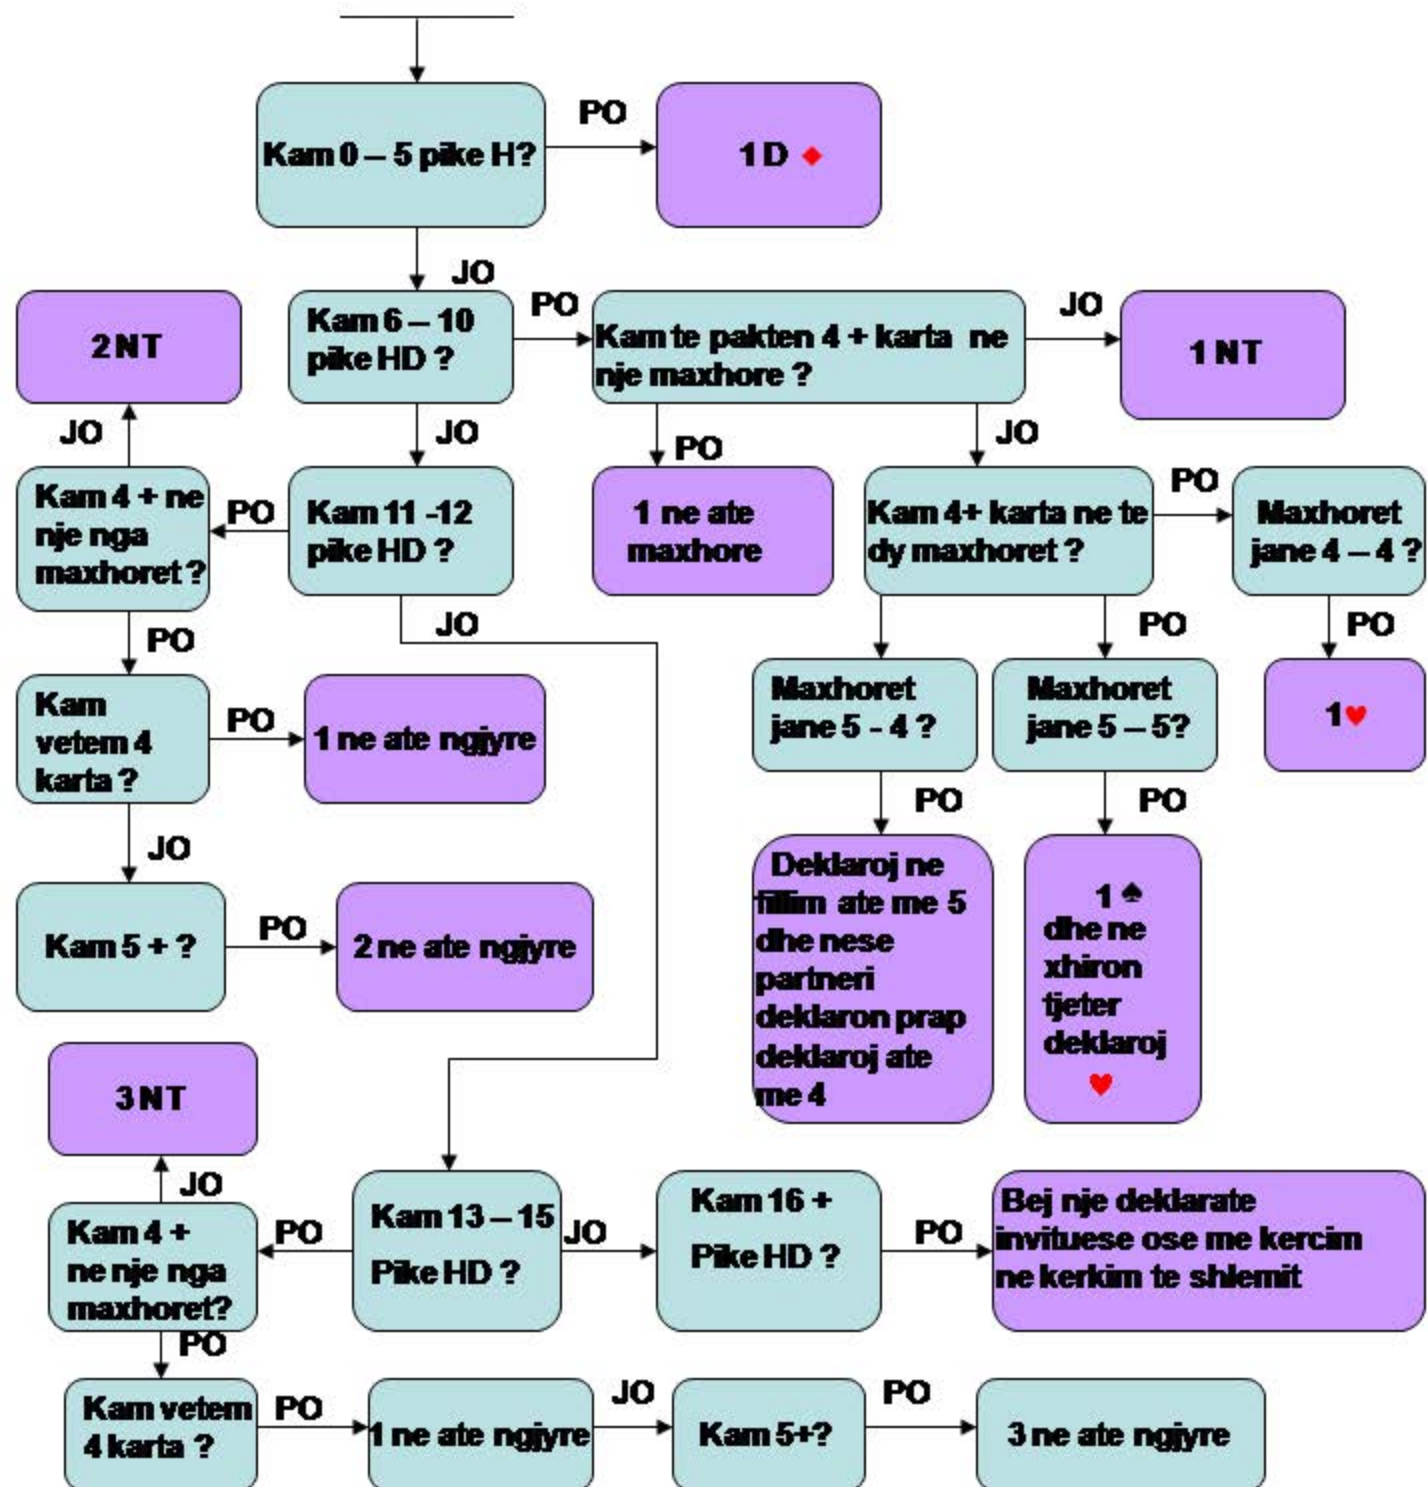 PO
Kam 0 – 5 pike H?
1 D ♦
JO
2 NT
Kam 6 – 10
pike HD ?
PO
Kam te pakten 4 + karta ne
nje maxhore ?
JO
1 NT
JO
JO
PO
JO
Kam 4 + ne
nje nga
maxhoret ?
PO
Kam 11 -12
pike HD ?
1 ne ate
maxhore
Kam 4+ karta ne te
dy maxhoret ?
PO
Maxhoret
jane 4 – 4 ?
PO
JO
PO
PO
Kam
vetem 4
karta ?
PO
1 ne ate ngjyre
Maxhoret
jane 5 - 4 ?
Maxhoret
jane 5 – 5?
1♥
JO
PO
PO
Kam 5 + ?
PO
2 ne ate ngjyre
Deklaroj ne
fillim ate me 5
dhe nese
partneri
deklaron prap
deklaroj ate
me 4
1 ♠
dhe ne
xhiron
tjeter
deklaroj
♥
3 NT
JO
Kam 4 +
ne nje nga
maxhoret?
PO
Kam 13 – 15
Pike HD ?
JO
Kam 16 +
Pike HD ?
PO
Bej nje deklarate
invituese ose me kercim
ne kerkim te shlemit
PO
Kam vetem
4 karta ?
PO
1 ne ate ngjyre
JO
Kam 5+?
PO
3 ne ate ngjyre